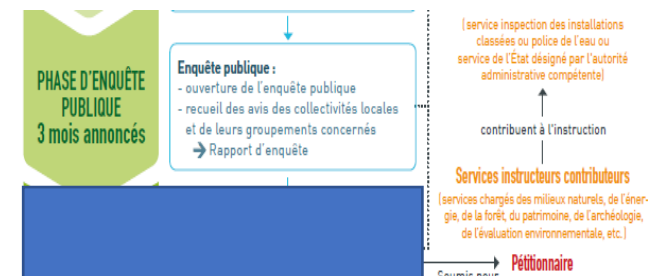 PHASE D'ENQUÊTE
PUBLIQUE
3 mois annoncés
Enquête publique :
- ouverture de l'enquête publique
- recueil des avis des collectivités locales
et de leurs groupements concernés
➔ Rapport d'enquête
(service inspection des installations
classées ou police de l'eau ou
service de l'État désigné par l'autorité
administrative compétente)
contribuent à l'instruction
Services instructeurs contributeurs
(services chargés des milieux naturels, de l'éner-
gie, de la forêt, du patrimoine, de l'archéologie,
de l'évaluation environnementale, etc.)
Pétitionnaire
Soumis pour